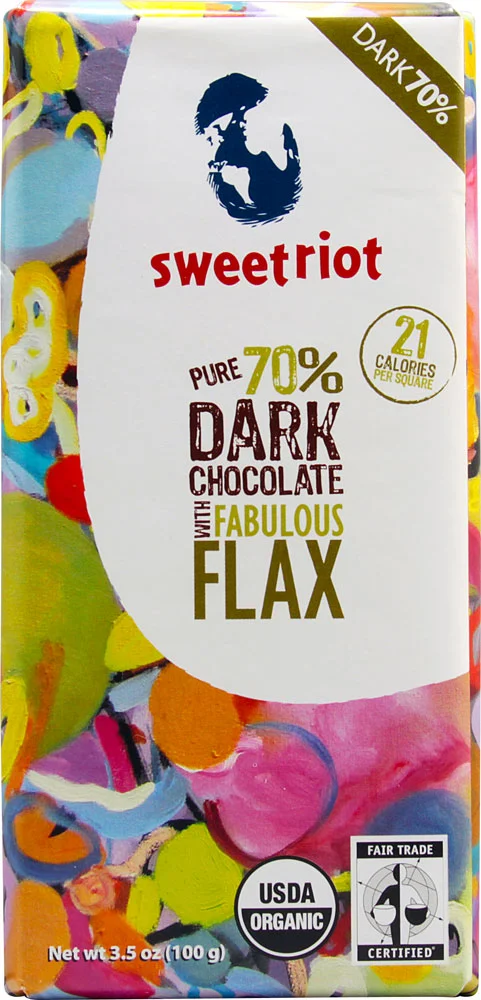 DARK 70%
sweetriot
21
CALORIES
PER SQUARE
PURE 70%
DARK
CHOCOLATE
WITH FABULOUS
FLAX
FAIR TRADE
CERTIFIED
USDA
ORGANIC
Net wt 3.5 oz (100 g)